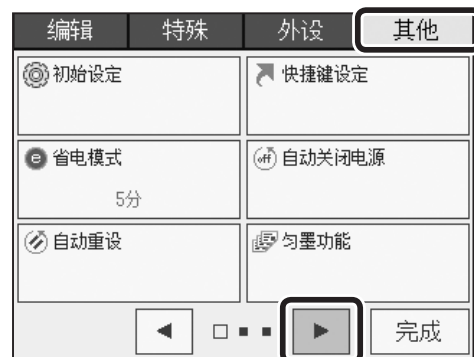 编辑 特殊 外设 其他
初始设定 快捷键设定
省电模式 自动关闭电源
5分
自动重设 匀墨功能
完成